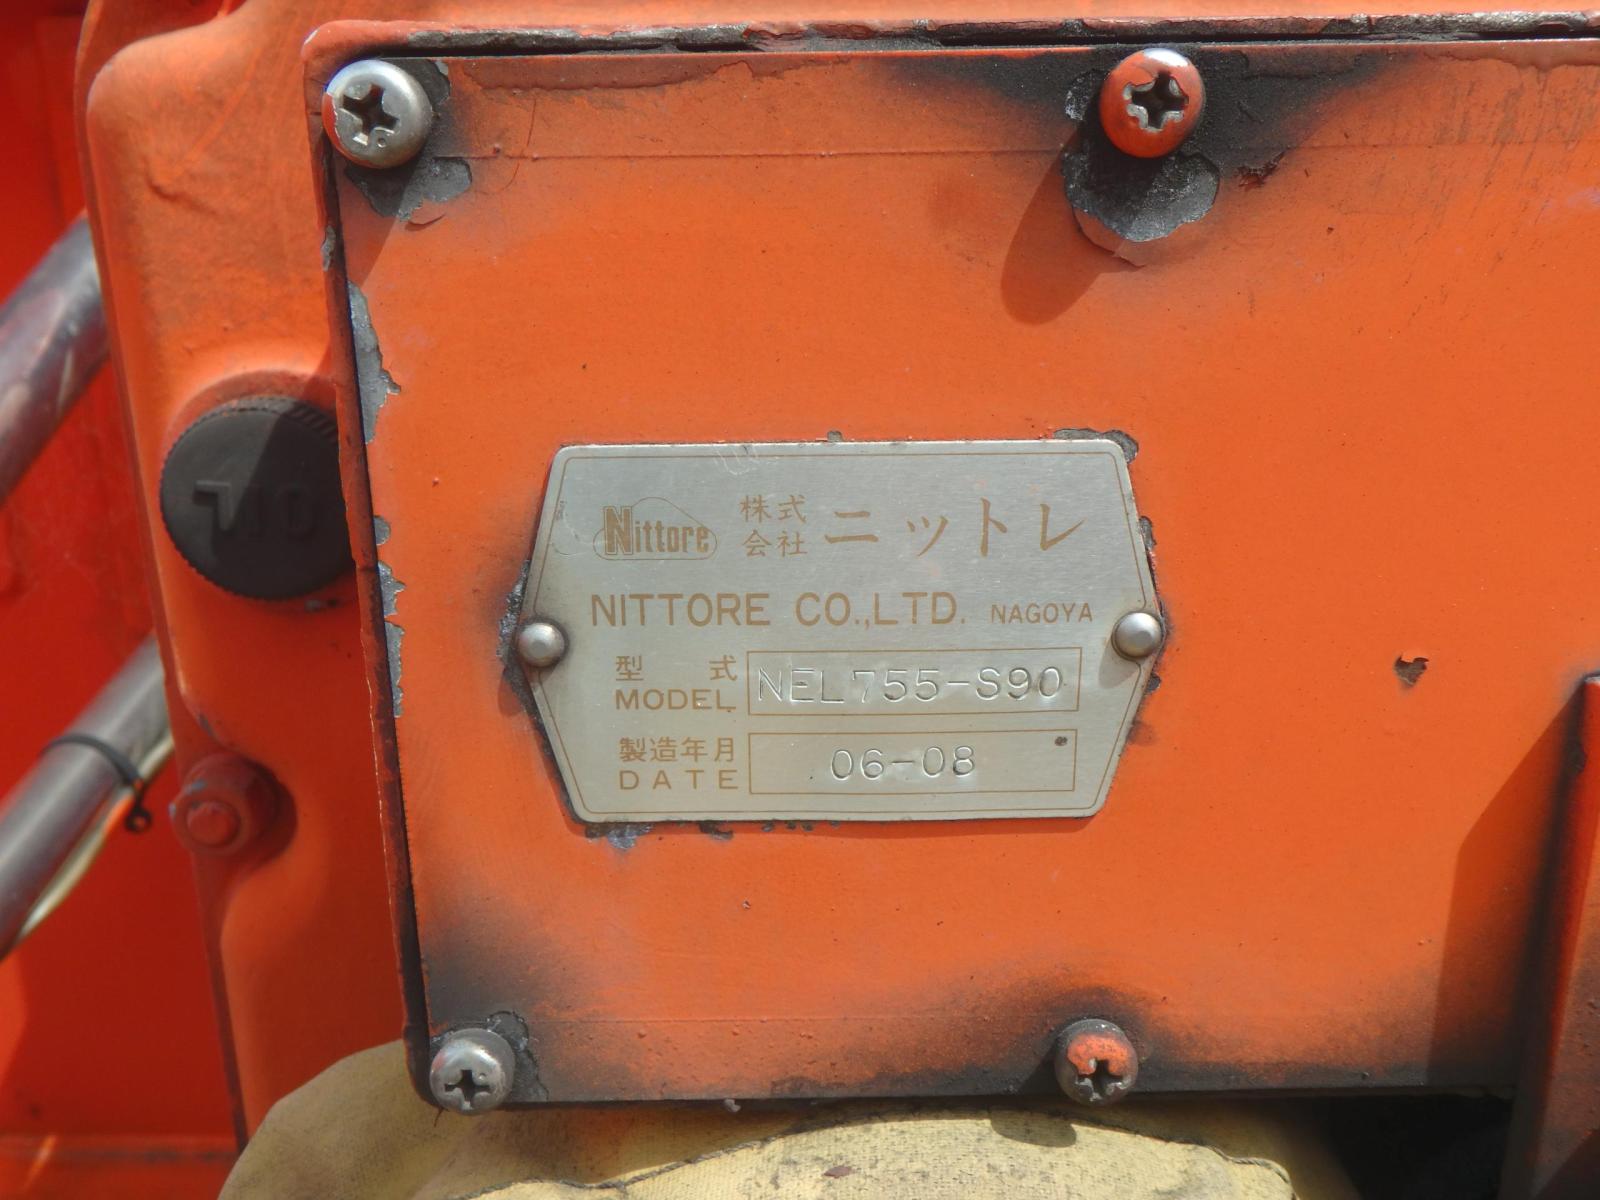 Nittore 株式会社 ニットレ
NITTORE CO.,LTD. NAGOYA
型式
MODEL NEL755-S90
製造年月
DATE 06-08
OIL